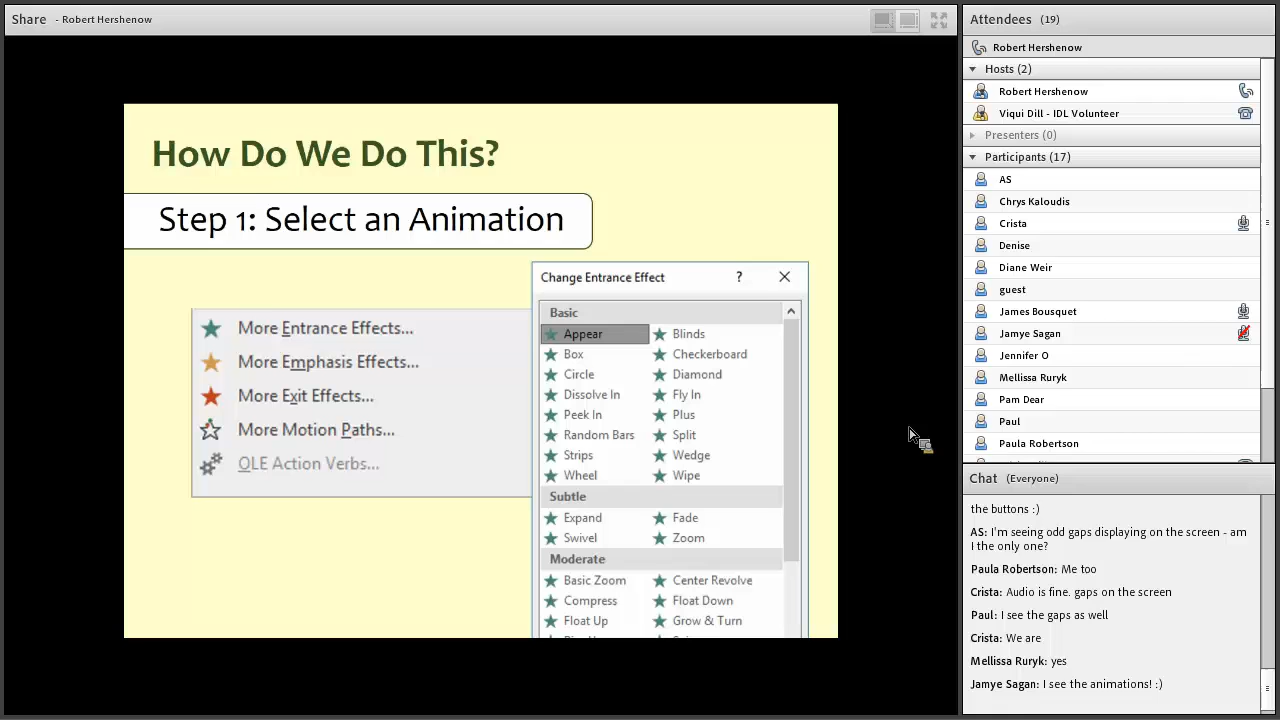 Share - Robert Hershenow
How Do We Do This?
Step 1: Select an Animation
More Entrance Effects...
More Emphasis Effects...
More Exit Effects...
More Motion Paths...
OLE Action Verbs...
Change Entrance Effect ?
Basic
Appear Blinds
Box Checkerboard
Circle Diamond
Dissolve In Fly In
Peek In Plus
Random Bars Split
Strips Wedge
Wheel Wipe
Subtle
Expand Fade
Swivel Zoom
Moderate
Basic Zoom Center Revolve
Compress Float Down
Float Up Grow & Turn
Attendees (19)
Robert Hershenow
Hosts (2)
Robert Hershenow
Viqui Dill - IDL Volunteer
Presenters (0)
Participants (17)
AS
Chrys Kaloudis
Crista
Denise
Diane Weir
guest
James Bousquet
Jamye Sagan
Jennifer O
Mellissa Ruryk
Pam Dear
Paul
Paula Robertson
Chat (Everyone)
the buttons :)
AS: I'm seeing odd gaps displaying on the screen - am
I the only one?
Paula Robertson: Me too
Crista: Audio is fine. gaps on the screen
Paul: I see the gaps as well
Crista: We are
Mellissa Ruryk: yes
Jamye Sagan: I see the animations! :)